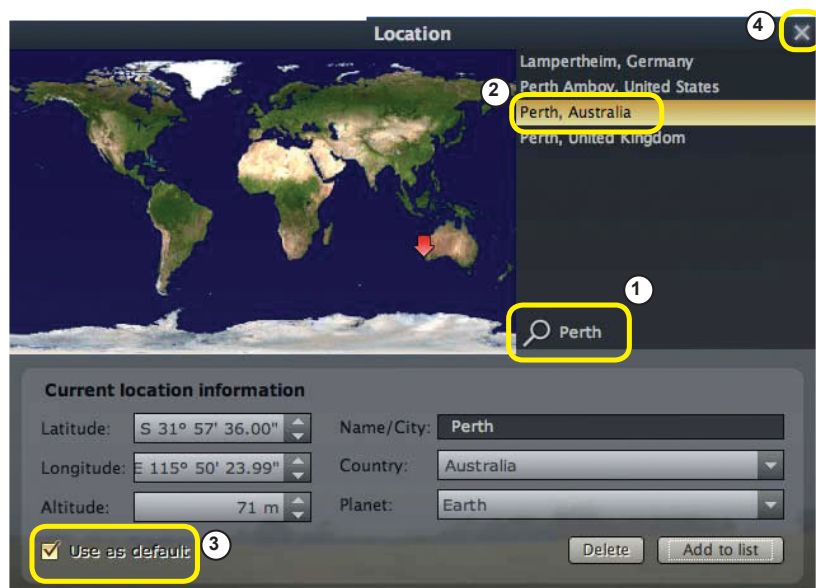 Location
4
Lampertheim, Germany
2
Perth Amboy, United States
Perth, Australia
Perth, United Kingdom
1
Perth
Current location information
Latitude: S 31° 57' 36.00"
Name/City: Perth
Longitude: E 115° 50' 23.99"
Country: Australia
Altitude: 71 m
Planet: Earth
Use as default
3
Delete
Add to list